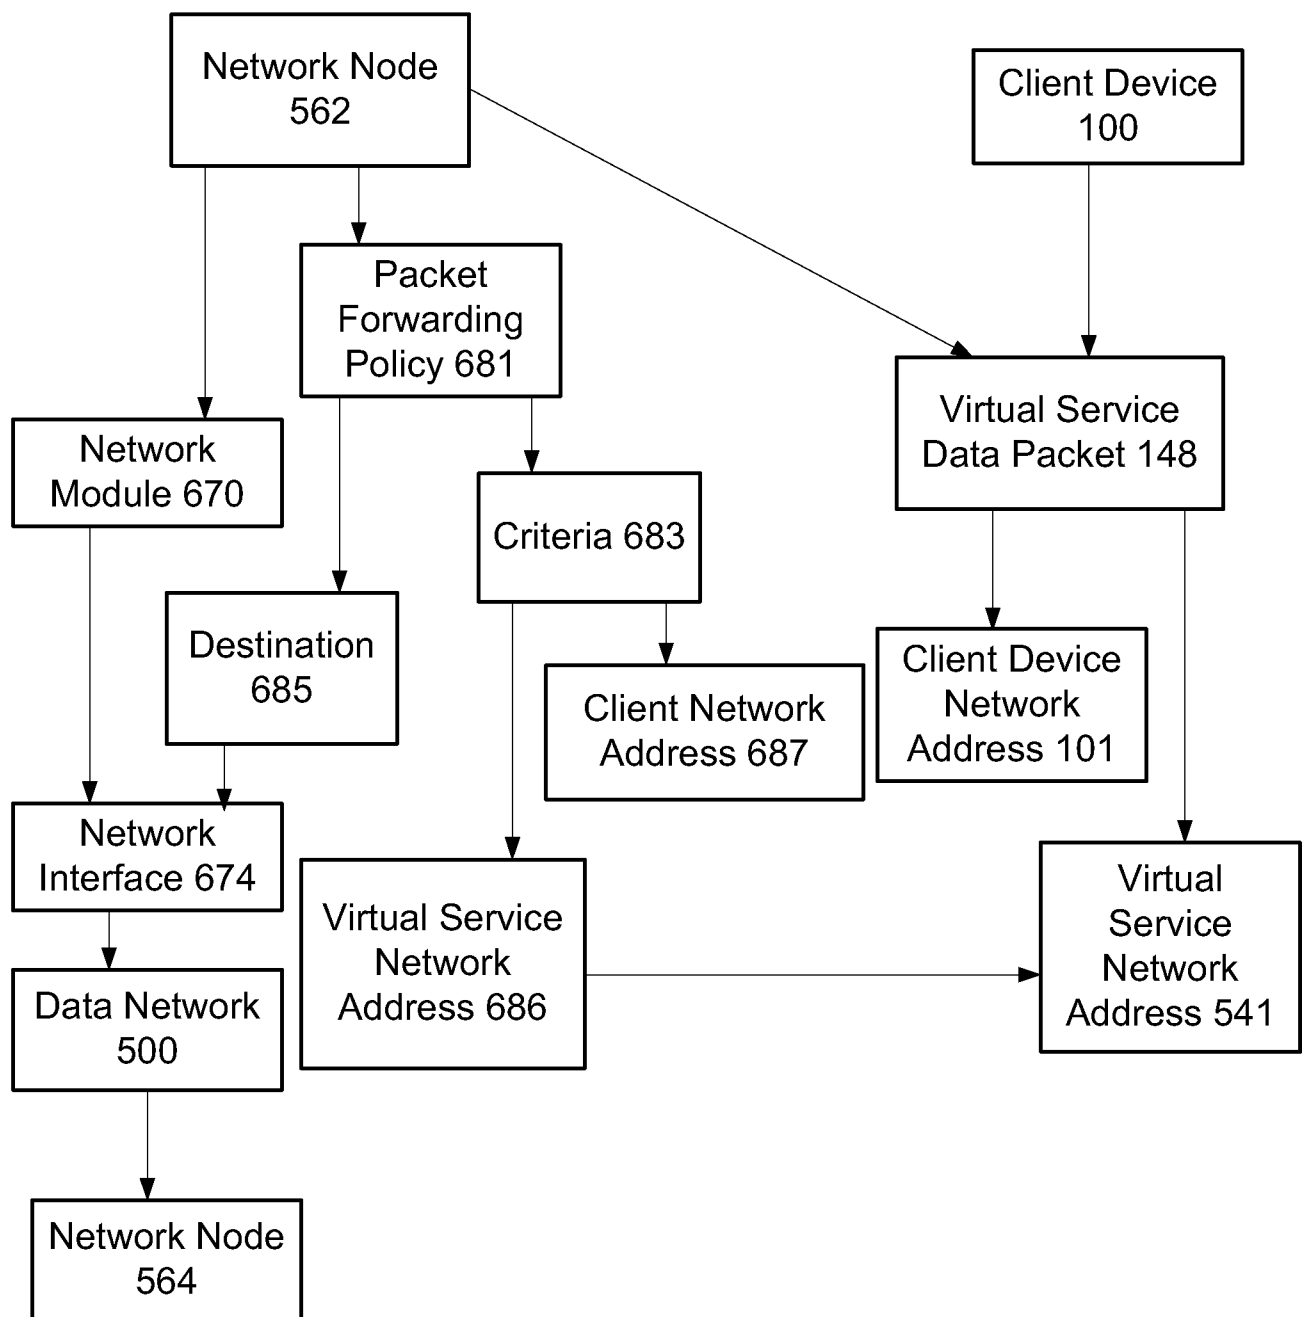 Network Node
562
Client Device
100
Packet
Forwarding
Policy 681
Virtual Service
Data Packet 148
Network
Module 670
Criteria 683
Destination
685
Client Device
Network
Address 101
Client Network
Address 687
Network
Interface 674
Virtual Service
Network
Address 686
Virtual
Service
Network
Address 541
Data Network
500
Network Node
564